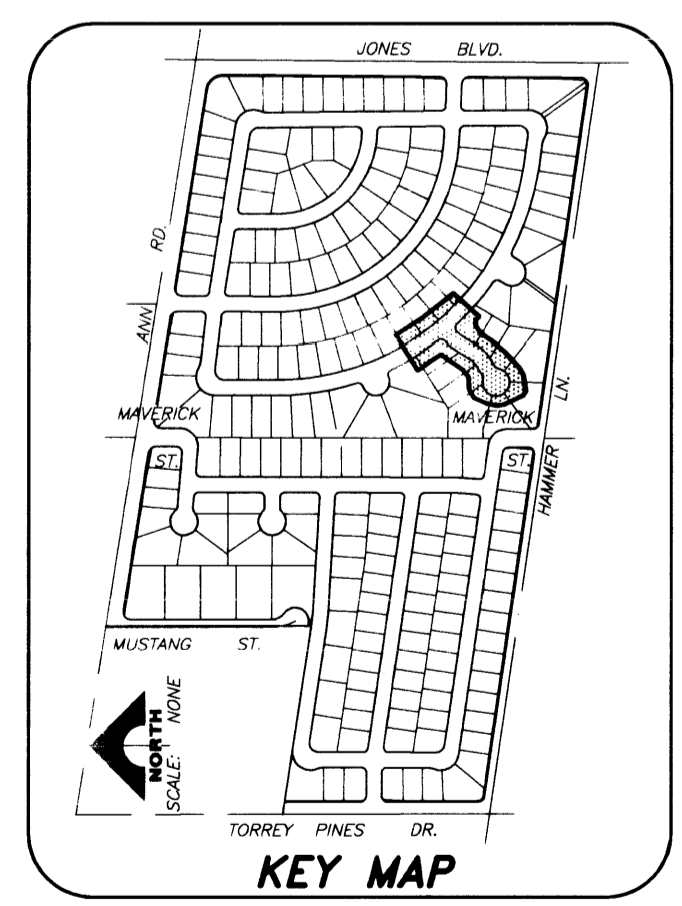 JONES BLVD.
ANN RD.
MAVERICK
MAVERICK
LN.
ST.
ST.
HAMMER
MUSTANG ST.
NORTH
SCALE: NONE
TORREY PINES DR.
KEY MAP